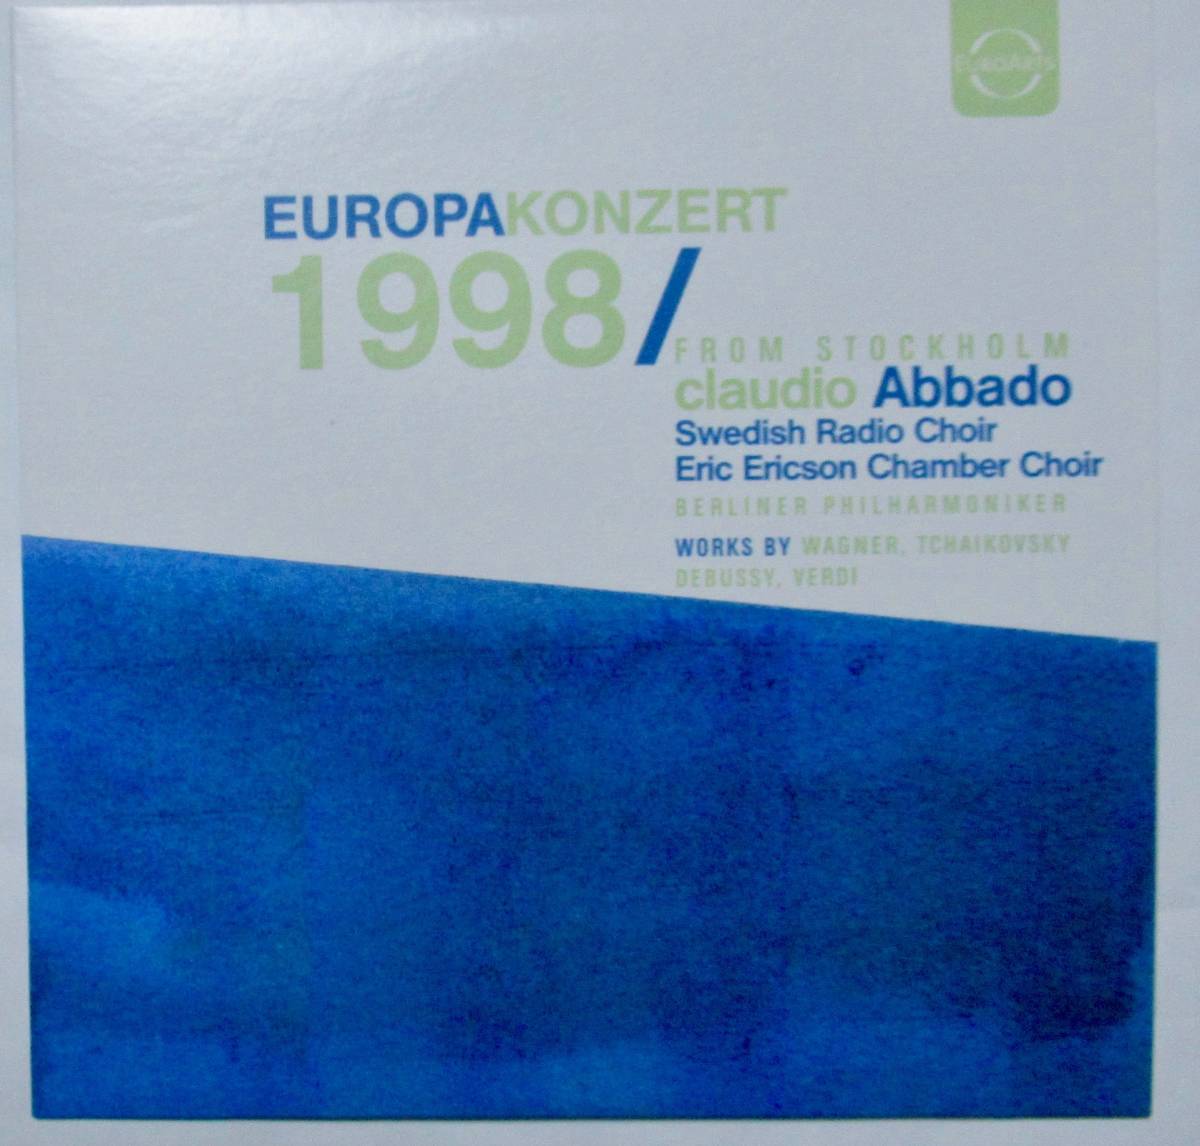 EuroArts
EUROPAKONZERT
1998/
FROM STOCKHOLM
claudio Abbado
Swedish Radio Choir
Eric Ericson Chamber Choir
BERLINER PHILHARMONIKER
WORKS BY WAGNER, TCHAIKOVSKY
DEBUSSY, VERDI